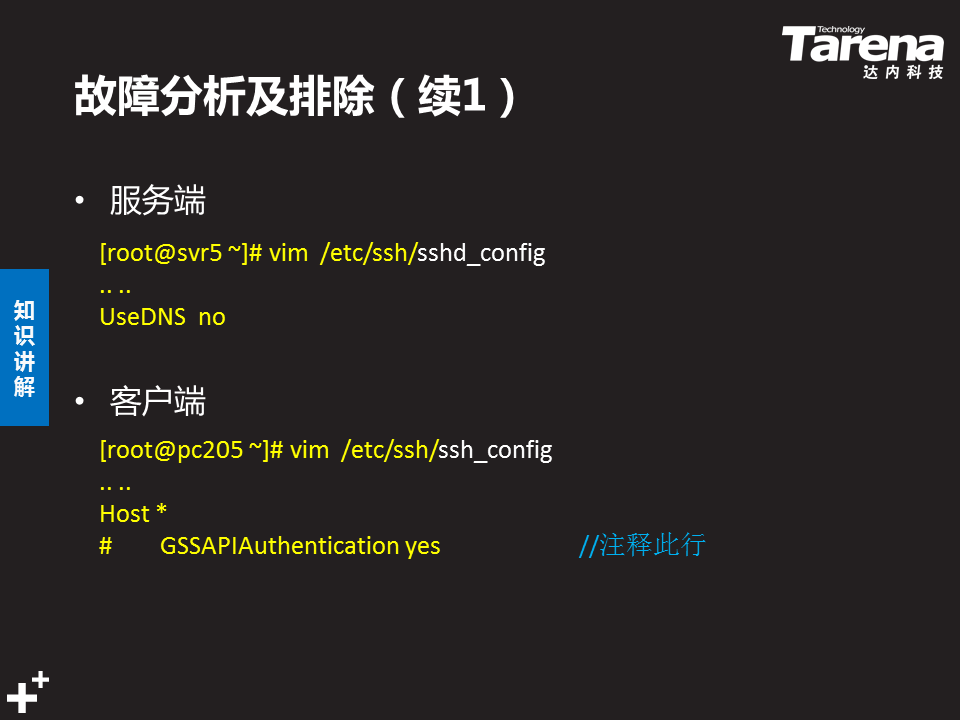 Technology
Tarena
达内科技
故障分析及排除（续1）
• 服务端
[root@svr5 ~]# vim /etc/ssh/sshd_config
.. ..
UseDNS no
知识讲解
• 客户端
[root@pc205 ~]# vim /etc/ssh/ssh_config
.. ..
Host *
# GSSAPIAuthentication yes //注释此行